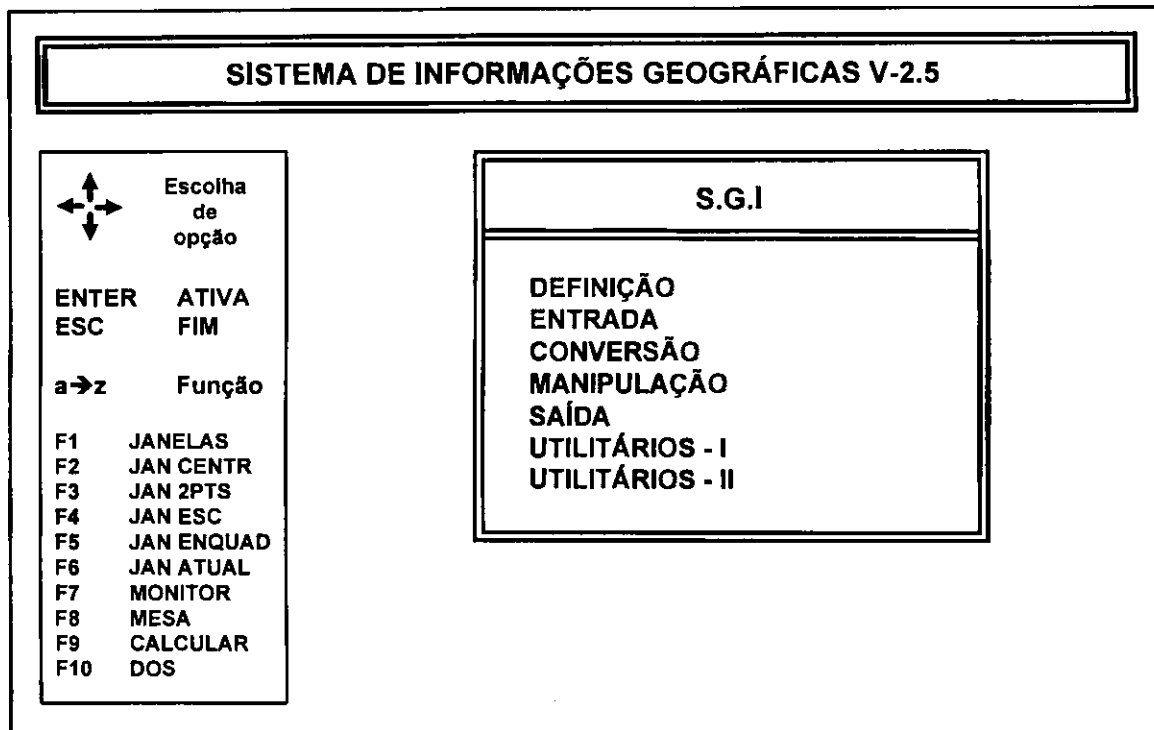 SISTEMA DE INFORMAÇÕES GEOGRÁFICAS V-2.5
Escolha
de
opção
ENTER ATIVA
ESC FIM
a→z Função
F1 JANELAS
F2 JAN CENTR
F3 JAN 2PTS
F4 JAN ESC
F5 JAN ENQUAD
F6 JAN ATUAL
F7 MONITOR
F8 MESA
F9 CALCULAR
F10 DOS
S.G.I
DEFINIÇÃO
ENTRADA
CONVERSÃO
MANIPULAÇÃO
SAÍDA
UTILITÁRIOS - I
UTILITÁRIOS - II